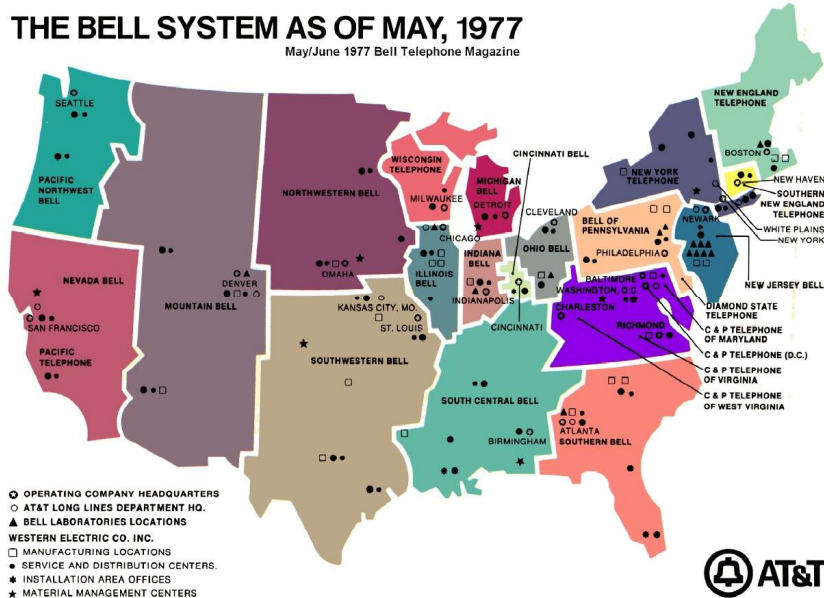 THE BELL SYSTEM AS OF MAY, 1977
May/June 1977 Bell Telephone Magazine
SEATTLE
PACIFIC
NORTHWEST
BELL
NEVADA BELL
SAN FRANCISCO
PACIFIC
TELEPHONE
DENVER
MOUNTAIN BELL
NORTHWESTERN BELL
OMAHA
WISCONSIN
TELEPHONE
MILWAUKEE
MICHIGAN
BELL
DETROIT
CHICAGO
ILLINOIS
BELL
INDIANA
BELL
INDIANAPOLIS
CINCINNATI BELL
CINCINNATI
CLEVELAND
OHIO BELL
KANSAS CITY, MO.
ST. LOUIS
SOUTHWESTERN BELL
SOUTH CENTRAL BELL
BIRMINGHAM
ATLANTA
SOUTHERN BELL
BELL OF
PENNSYLVANIA
PHILADELPHIA
NEW YORK
TELEPHONE
NEW ENGLAND
TELEPHONE
BOSTON
NEW HAVEN
SOUTHERN
NEW ENGLAND
TELEPHONE
WHITE PLAINS
NEW YORK
NEWARK
NEW JERSEY BELL
BALTIMORE
WASHINGTON, D.C.
CHARLESTON
RICHMOND
DIAMOND STATE
TELEPHONE
C & P TELEPHONE
OF MARYLAND
C & P TELEPHONE (D.C.)
C & P TELEPHONE
OF VIRGINIA
C & P TELEPHONE
OF WEST VIRGINIA
OPERATING COMPANY HEADQUARTERS
AT&T LONG LINES DEPARTMENT HQ.
BELL LABORATORIES LOCATIONS
WESTERN ELECTRIC CO. INC.
MANUFACTURING LOCATIONS
SERVICE AND DISTRIBUTION CENTERS.
INSTALLATION AREA OFFICES
MATERIAL MANAGEMENT CENTERS
AT&T